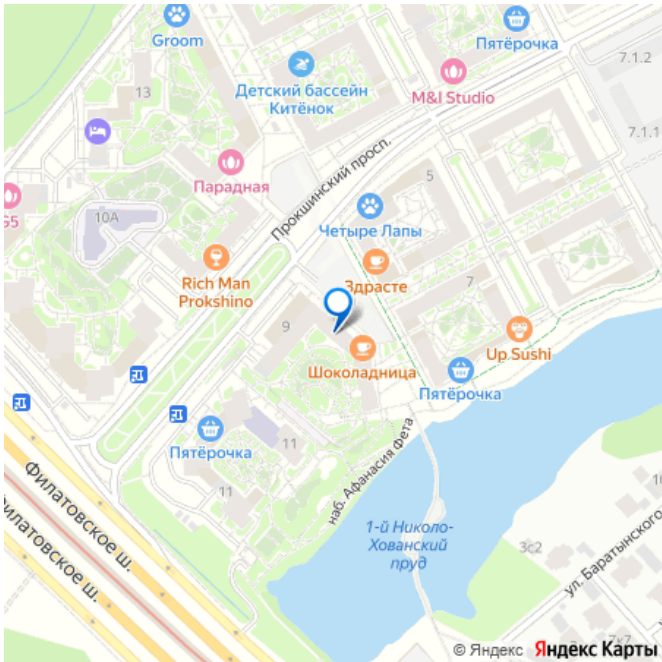 Groom
Пятёрочка
7.1.2
Детский бассейн
Китёнок
M&I Studio
13
7.1.1
Прокшинский просп.
Парадная
5
G5
10А
Четыре Лапы
Rich Man
Prokshino
Здрасте
7
9
Up Sushi
Шоколадница
Пятёрочка
Пятёрочка
11
наб. Афанасия Фета
11
Филатовское ш.
Филатовское ш.
1-й Николо-
Хованский
пруд
3с2
ул. Баратынского
7к7
© Яндекс Яндекс Карты